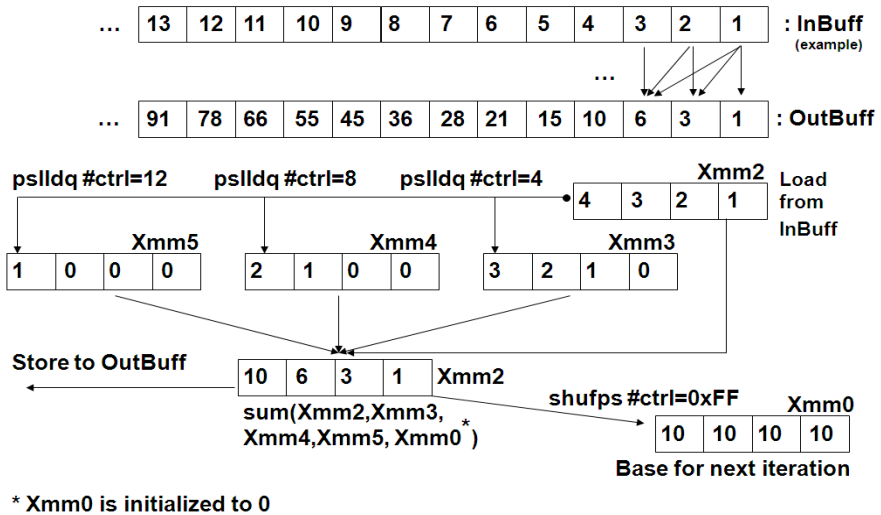 ... 13 12 11 10 9 8 7 6 5 4 3 2 1 : InBuff
(example)
...
... 91 78 66 55 45 36 28 21 15 10 6 3 1 : OutBuff
pslldq #ctrl=12 pslldq #ctrl=8 pslldq #ctrl=4 Xmm2
4 3 2 1 Load
from
InBuff
Xmm5 Xmm4 Xmm3
1 0 0 0 2 1 0 0 3 2 1 0
Store to OutBuff
10 6 3 1 Xmm2
sum(Xmm2,Xmm3,
Xmm4,Xmm5, Xmm0*)
shufps #ctrl=0xFF Xmm0
10 10 10 10
Base for next iteration
* Xmm0 is initialized to 0